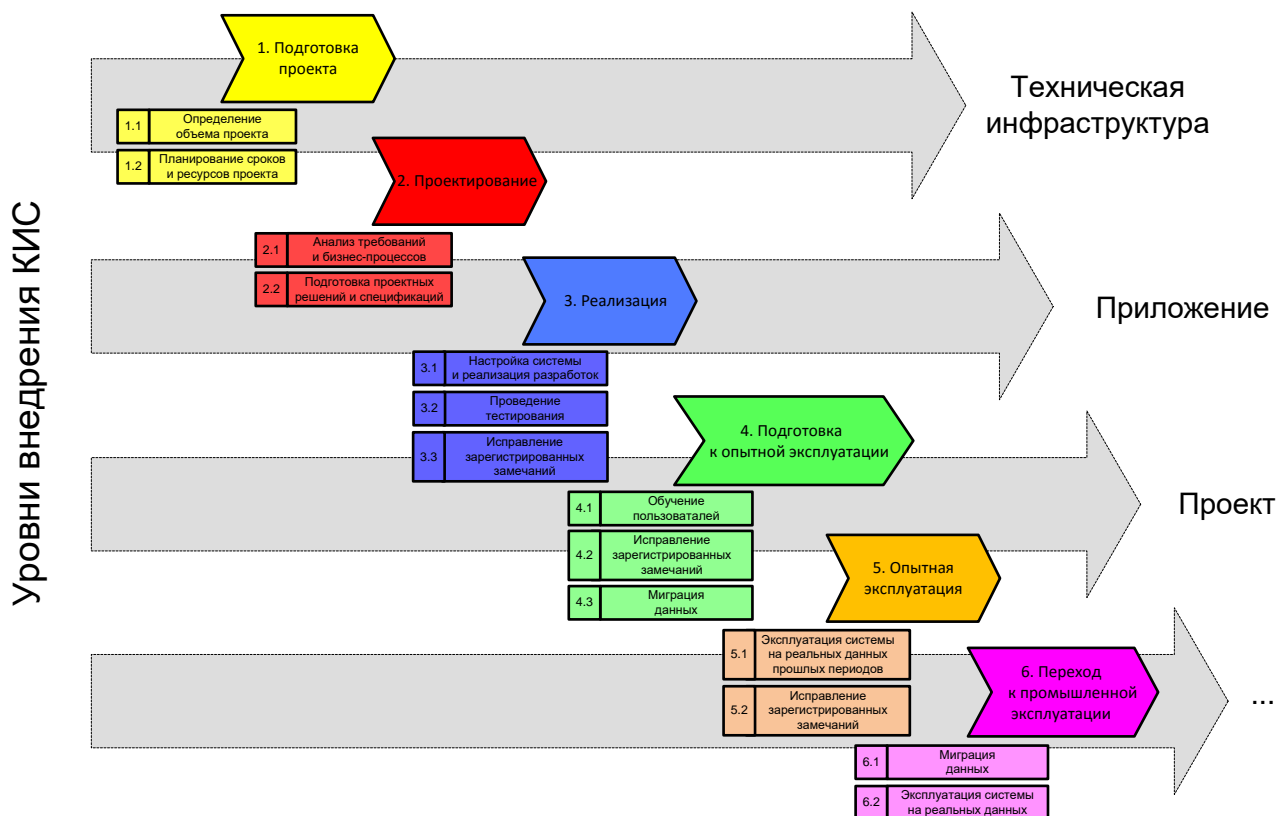 Уровни внедрения КИС
1. Подготовка
проекта
1.1
Определение
объема проекта
1.2
Планирование сроков
и ресурсов проекта
Техническая
инфраструктура
2. Проектирование
2.1
Анализ требований
и бизнес-процессов
2.2
Подготовка проектных
решений и спецификаций
3. Реализация
Приложение
3.1
Настройка системы
и реализация разработок
3.2
Проведение
тестирования
3.3
Исправление
зарегистрированных
замечаний
4. Подготовка
к опытной эксплуатации
Проект
4.1
Обучение
пользоваталей
4.2
Исправление
зарегистрированных
замечаний
4.3
Миграция
данных
5. Опытная
эксплуатация
5.1
Эксплуатация системы
на реальных данных
прошлых периодов
5.2
Исправление
зарегистрированных
замечаний
6. Переход
к промышленной
эксплуатации
...
6.1
Миграция
данных
6.2
Эксплуатация системы
на реальных данных